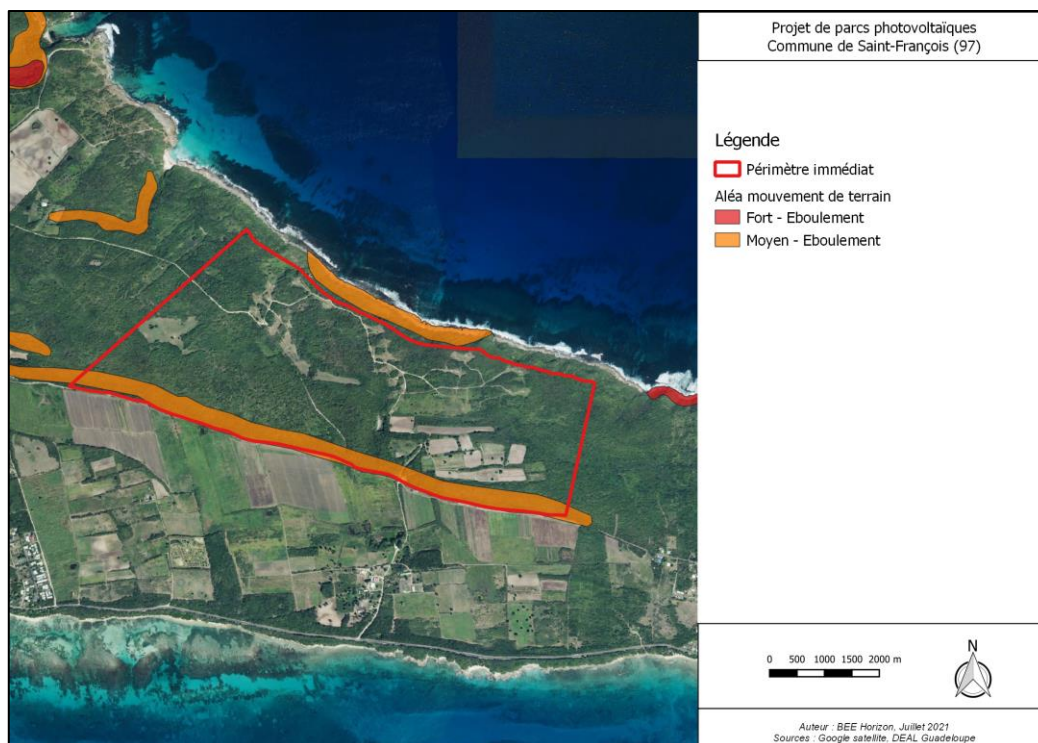 Projet de parcs photovoltaïques
Commune de Saint-François (97)
Légende
Périmètre immédiat
Aléa mouvement de terrain
Fort - Eboulement
Moyen - Eboulement
0 500 1000 1500 2000 m
N
Auteur : BEE Horizon, Juillet 2021
Sources : Google satellite, DEAL Guadeloupe